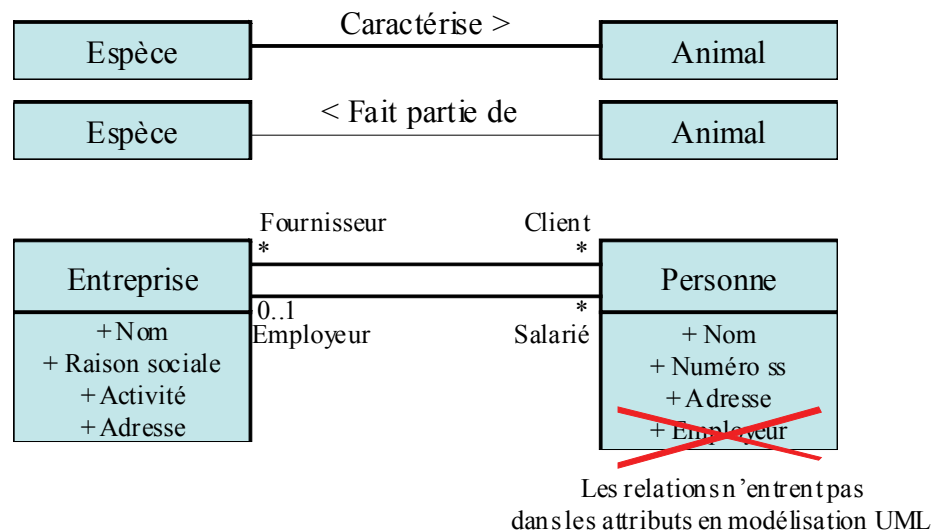 Caractérise >
Espèce
Animal
< Fait partie de
Espèce
Animal
Fournisseur
Client
*
*
Entreprise
Personne
0..1
*
Employeur
Salarié
+ Nom
+ Raison sociale
+ Activité
+ Adresse
+ Nom
+ Numéro ss
+ Adresse
+ Employeur
Les relations n'entrent pas
dans les attributs en modélisation UML